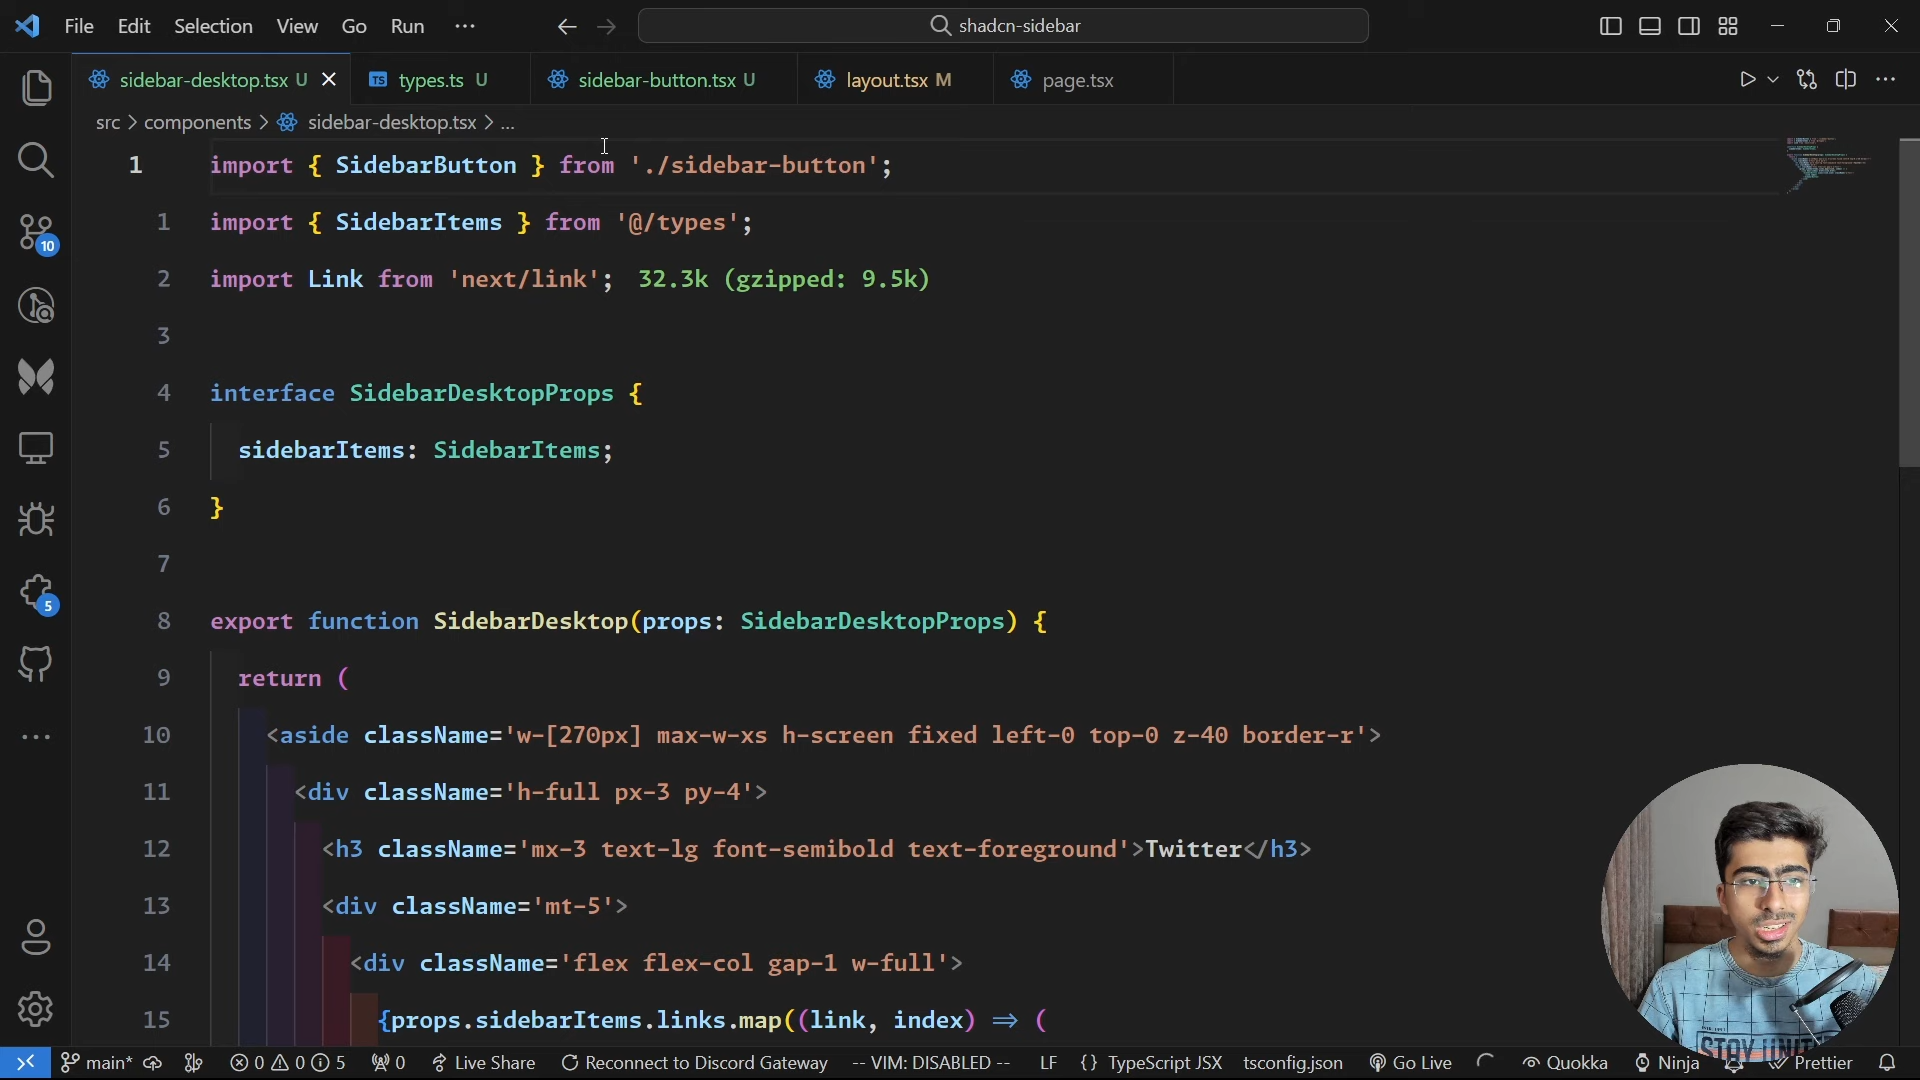 File Edit Selection View Go Run ··· shadcn-sidebar
sidebar-desktop.tsx U types.ts U sidebar-button.tsx U layout.tsx M page.tsx
src > components > sidebar-desktop.tsx > ...
1 import { SidebarButton } from './sidebar-button';
1 import { SidebarItems } from '@/types';
2 import Link from 'next/link'; 32.3k (gzipped: 9.5k)
3
4 interface SidebarDesktopProps {
5 sidebarItems: SidebarItems;
6 }
7
8 export function SidebarDesktop(props: SidebarDesktopProps) {
9 return (
10 <aside className='w-[270px] max-w-xs h-screen fixed left-0 top-0 z-40 border-r'>
11 <div className='h-full px-3 py-4'>
12 <h3 className='mx-3 text-lg font-semibold text-foreground'>Twitter</h3>
13 <div className='mt-5'>
14 <div className='flex flex-col gap-1 w-full'>
15 {props.sidebarItems.links.map((link, index) => (
10
5
STAY UNIT
main* 0 0 5 0 Live Share Reconnect to Discord Gateway -- VIM: DISABLED -- LF {} TypeScript JSX tsconfig.json Go Live Quokka Ninja Prettier